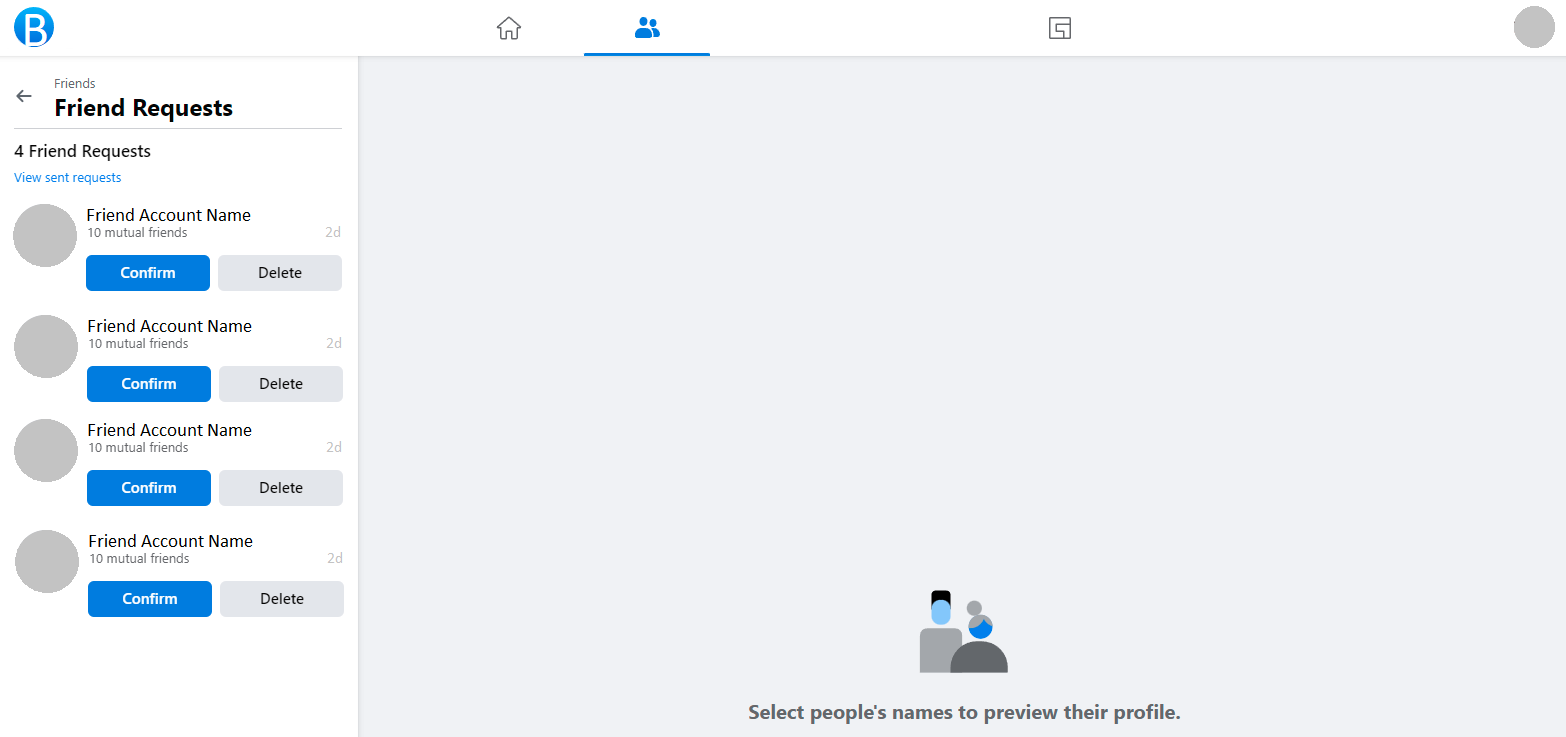 B
Friends
Friend Requests
4 Friend Requests
View sent requests
Friend Account Name
10 mutual friends 2d
Confirm Delete
Friend Account Name
10 mutual friends 2d
Confirm Delete
Friend Account Name
10 mutual friends 2d
Confirm Delete
Friend Account Name
10 mutual friends 2d
Confirm Delete
Select people's names to preview their profile.